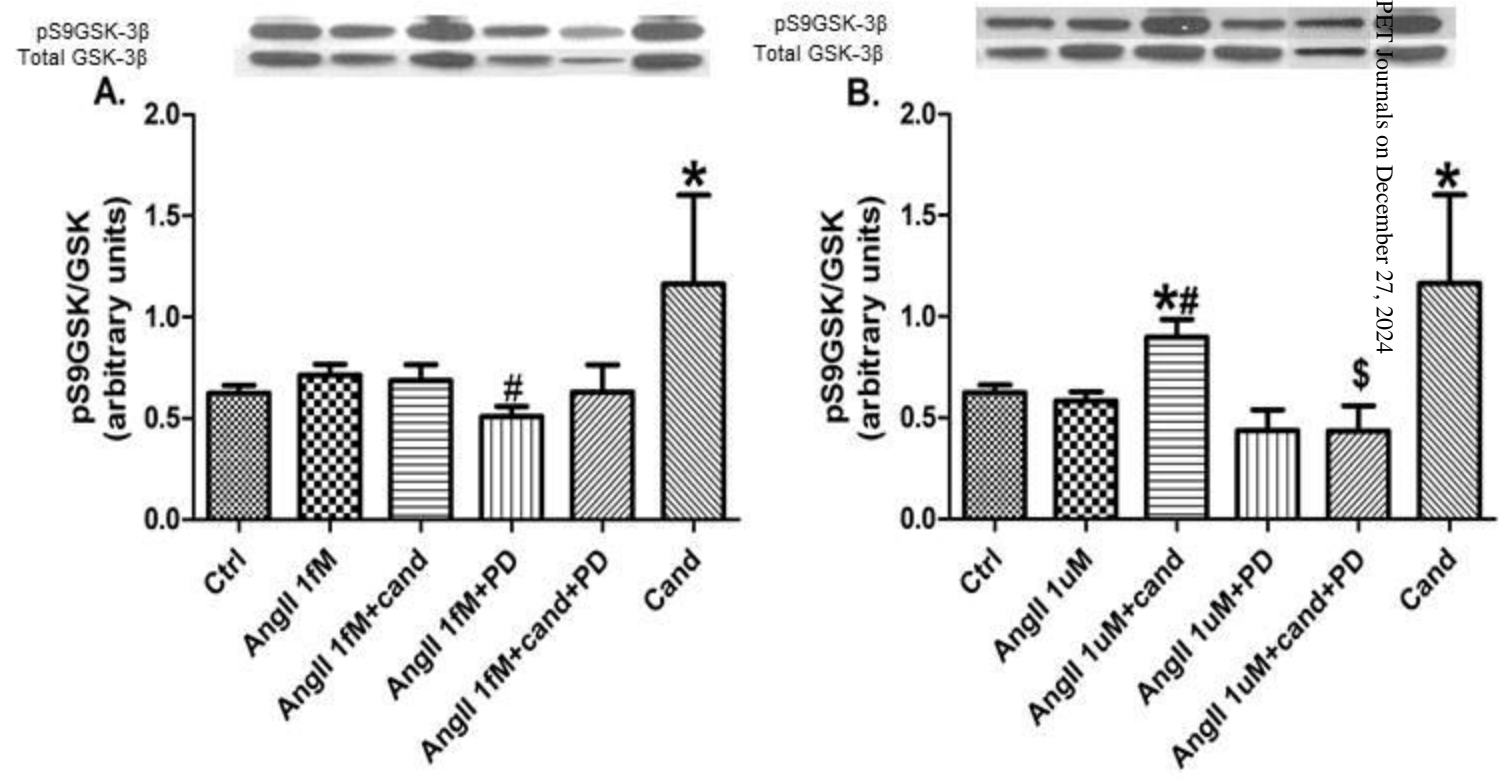 pS9GSK-3β
Total GSK-3β
A.
pS9GSK/GSK
(arbitrary units)
2.0
1.5
1.0
0.5
0.0
*
#
Ctrl
AngII 1fM
AngII 1fM+cand
AngII 1fM+PD
AngII 1fM+cand+PD
Cand
pS9GSK-3β
Total GSK-3β
B.
pS9GSK/GSK
(arbitrary units)
2.0
1.5
1.0
0.5
0.0
*#
$
*
Ctrl
AngII 1uM
AngII 1uM+cand
AngII 1uM+PD
AngII 1uM+cand+PD
Cand
PET Journals on December 27, 2024